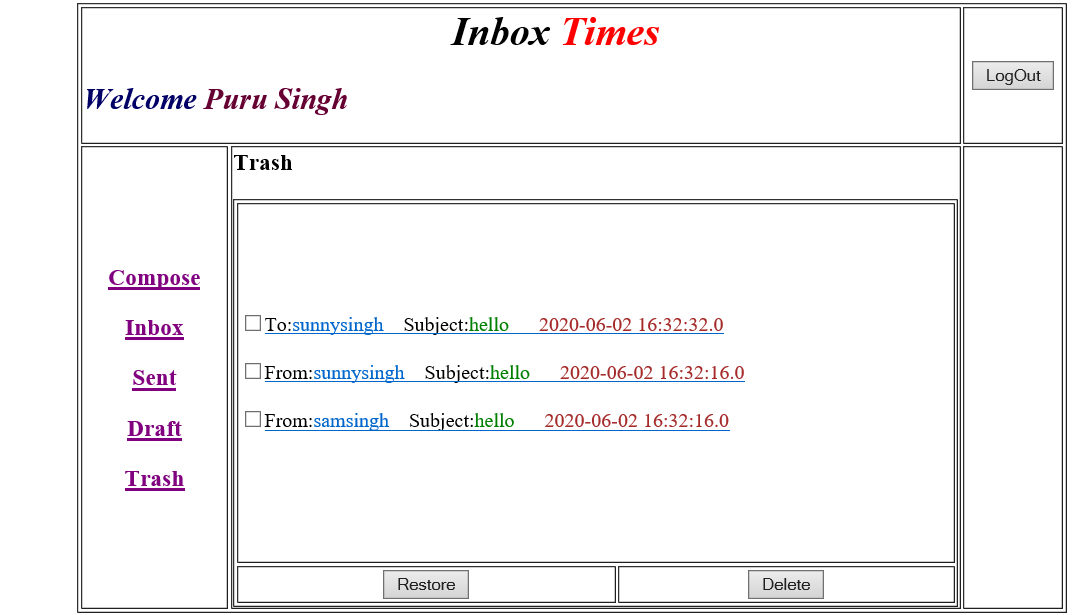 Inbox Times
Welcome Puru Singh
LogOut
Compose
Inbox
Sent
Draft
Trash
Trash
To:sunnysingh Subject:hello 2020-06-02 16:32:32.0
From:sunnysingh Subject:hello 2020-06-02 16:32:16.0
From:samsingh Subject:hello 2020-06-02 16:32:16.0
Restore Delete